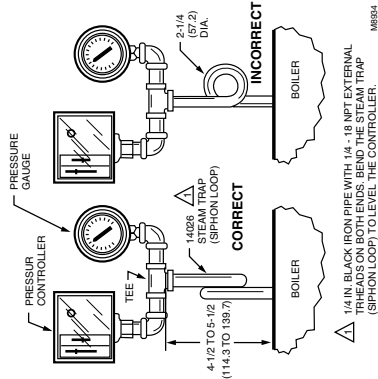 PRESSUR
CONTROLLER
PRESSURE
GAUGE
TEE
14026
1
STEAM TRAP
(SIPHON LOOP)
4-1/2 TO 5-1/2
(114.3 TO 139.7)
CORRECT
BOILER
2-1/4
(57.2)
DIA.
INCORRECT
BOILER
1 1/4 IN. BLACK IRON PIPE WITH 1/4 - 18 NPT EXTERNAL
TRHEADS ON BOTH ENDS. BEND THE STEAM TRAP
(SIPHON LOOP) TO LEVEL THE CONTROLLER.
M8934